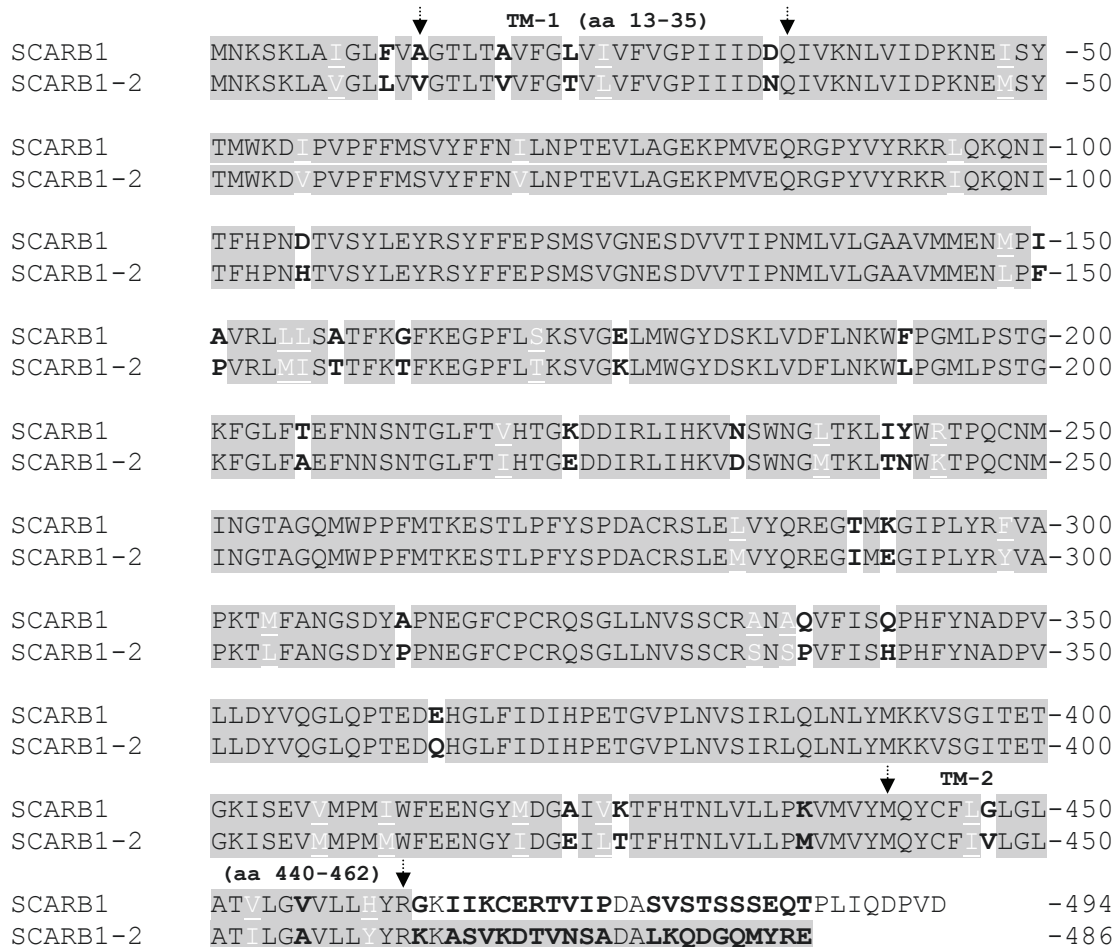 TM-1 (aa 13-35)
SCARB1 MNKSKLAIGLFVAGTLTAVFGLVIVFVGPIIIDDQIVKNLVIDPKNEISY -50
SCARB1-2 MNKSKLAVGLLVVGTLTVVFGTVLVFVGPIIIDNQIVKNLVIDPKNEMSY -50
SCARB1 TMWKDIPVPFFMSVYFFNILNPTEVLAGEKPMVEQRGPYVYRKRLQKQNI-100
SCARB1-2 TMWKDVPVPFFMSVYFFNVLNPTEVLAGEKPMVEQRGPYVYRKRIQKQNI-100
SCARB1 TFHPNDTVSYLEYRSYFFEPSMSVGNESDVVTIPNMLVLGAAVMMENMPI-150
SCARB1-2 TFHPNHTVSYLEYRSYFFEPSMSVGNESDVVTIPNMLVLGAAVMMENLPF-150
SCARB1 AVRLLLSATFKGFKEGPFLSKSVGELMWGYDSKLVDFLNKWFPGMLPSTG-200
SCARB1-2 PVRLMISTTFKTFKEGPFLTKSVGKLMWGYDSKLVDFLNKWLPGMLPSTG-200
SCARB1 KFGLFTEFNNSNTGLFTVHTGKDDIRLIHKVNSWNGLTKLIYWRTPQCNM-250
SCARB1-2 KFGLFAEFNNSNTGLFTIHTGEDDIRLIHKVDSWNGMTKLTNWKTPQCNM-250
SCARB1 INGTAGQMWPPFMTKESTLPFYSPDACRSLELVYQREGTMKGIPLYRFVA-300
SCARB1-2 INGTAGQMWPPFMTKESTLPFYSPDACRSLEMVYQREGIMEGIPLYRYVA-300
SCARB1 PKTMFANGSDYAPNEGFCPCRQSGLLNVSSCRANAQVFISQPHFYNADPV-350
SCARB1-2 PKTLFANGSDYPPNEGFCPCRQSGLLNVSSCRSNSPVFISHPHFYNADPV-350
SCARB1 LLDYVQGLQPTEDEHGLFIDIHPETGVPLNVSIRLQLNLYMKKVSGITET-400
SCARB1-2 LLDYVQGLQPTEDQHGLFIDIHPETGVPLNVSIRLQLNLYMKKVSGITET-400
TM-2
SCARB1 GKISEVVMPMIWFEENGYMDGAIVKTFHTNLVLLPKVMVYMQYCFLGLGL-450
SCARB1-2 GKISEVMMPMMWFEENGYIDGEILTTFHTNLVLLPMVMVYMQYCFIVLGL-450
(aa 440-462)
SCARB1 ATVLGVVLLHYRGKIIKCERTVIPDASVSTSSSEQTPLIQDPVD -494
SCARB1-2 ATILGAVLLYYRKKASVKDTVNSADALKQDGQMYRE -486